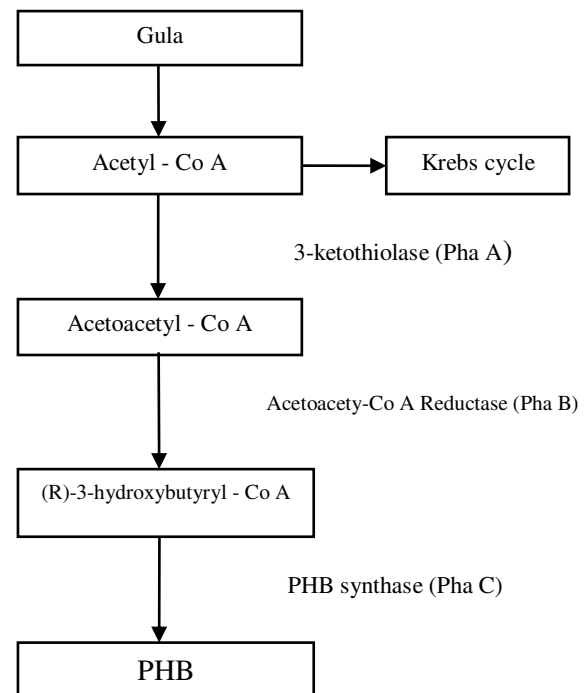 Gula
Acetyl - Co A
Krebs cycle
3-ketothiolase (Pha A)
Acetoacetyl - Co A
Acetoacety-Co A Reductase (Pha B)
(R)-3-hydroxybutyryl - Co A
PHB synthase (Pha C)
PHB